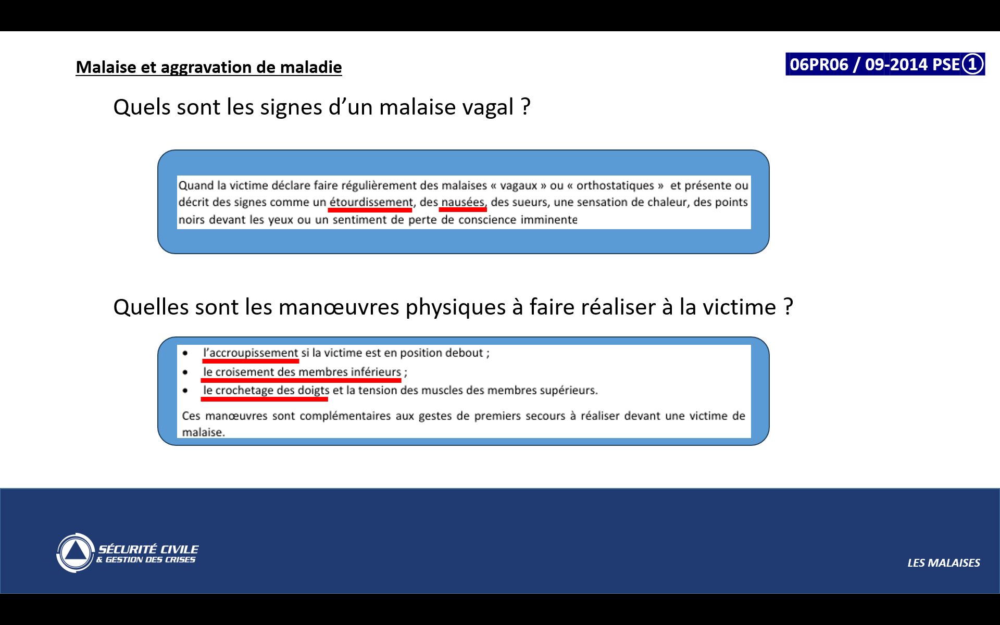 Malaise et aggravation de maladie
06PR06 / 09-2014 PSE①
Quels sont les signes d’un malaise vagal ?
Quand la victime déclare faire régulièrement des malaises « vagaux » ou « orthostatiques » et présente ou
décrit des signes comme un étourdissement, des nausées, des sueurs, une sensation de chaleur, des points
noirs devant les yeux ou un sentiment de perte de conscience imminente
Quelles sont les manœuvres physiques à faire réaliser à la victime ?
• l’accroupissement si la victime est en position debout ;
• le croisement des membres inférieurs ;
• le crochetage des doigts et la tension des muscles des membres supérieurs.
Ces manœuvres sont complémentaires aux gestes de premiers secours à réaliser devant une victime de
malaise.
SÉCURITÉ CIVILE
& GESTION DES CRISES
LES MALAISES